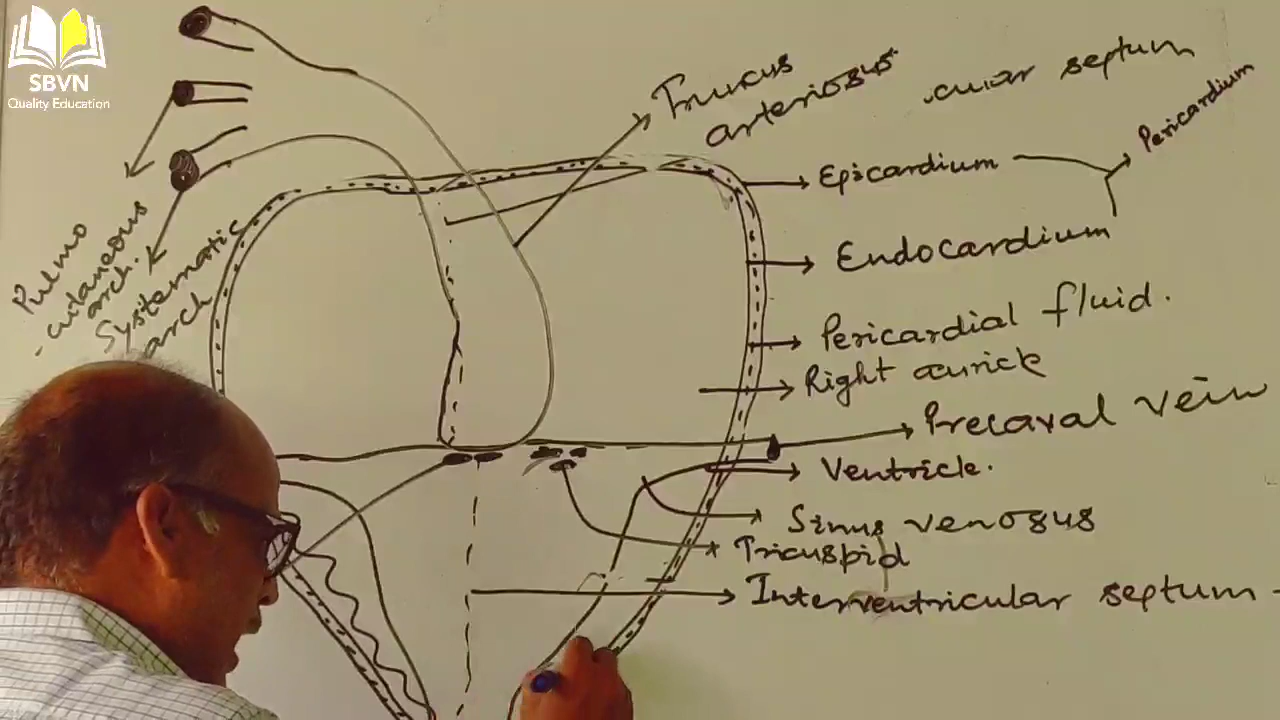 SBVN
Quality Education
Truncus
arteriosus
.cular septum
Pericardium
Epicardium
Endocardium
Pericardial fluid.
Right auricle
Precaval vein
Ventricle.
Sinus venosus
Tricuspid
Interventricular septum -
Pulmo
- cutaneous
arch.
Systematic
arch